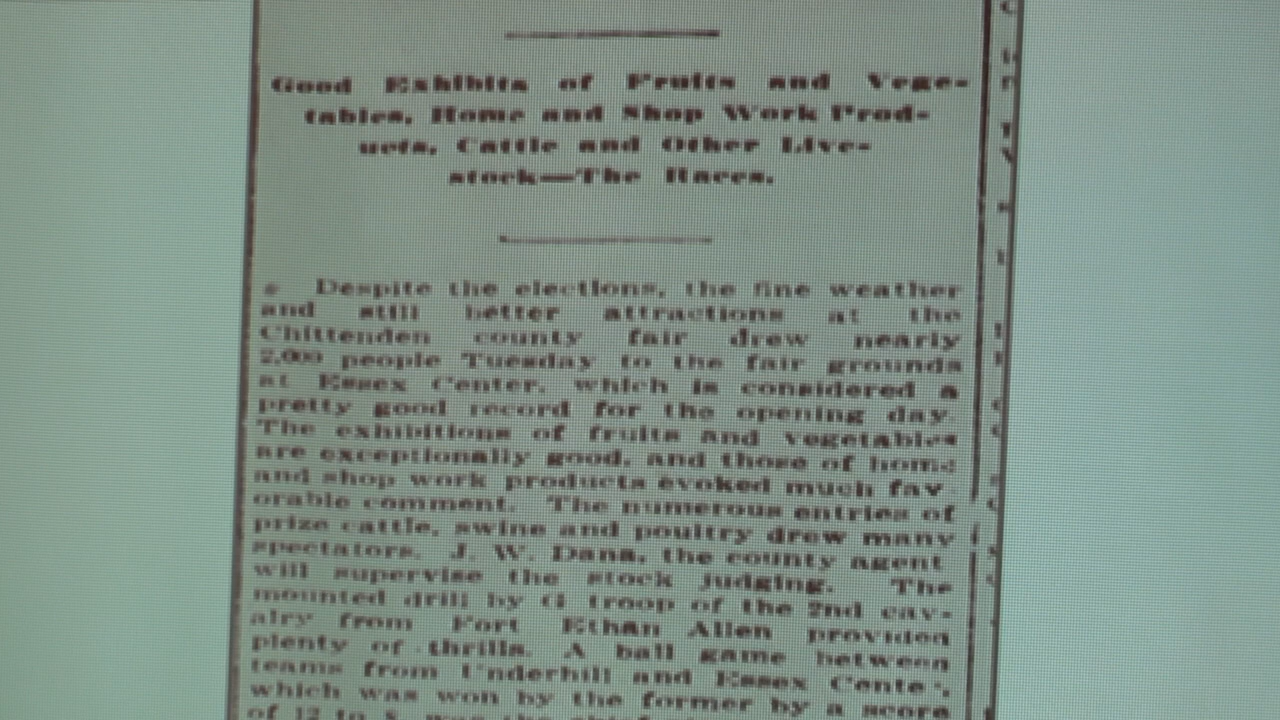 Good Exhibits of Fruits and Vege-
tables, Home and Shop Work Prod-
ucts, Cattle and Other Live-
stock—The Races.
Despite the elections, the fine weather
and still better attractions at the
Chittenden county fair drew nearly
2,000 people Tuesday to the fair grounds
at Essex Center, which is considered a
pretty good record for the opening day.
The exhibitions of fruits and vegetables
are exceptionally good, and those of home
and shop work products evoked much fav-
orable comment. The numerous entries of
prize cattle, swine and poultry drew many
spectators. J. W. Dana, the county agent
will supervise the stock judging. The
mounted drill by G troop of the 2nd cav-
alry from Fort Ethan Allen provided
plenty of thrills. A ball game between
teams from Underhill and Essex Center,
which was won by the former by a score
of 12 to